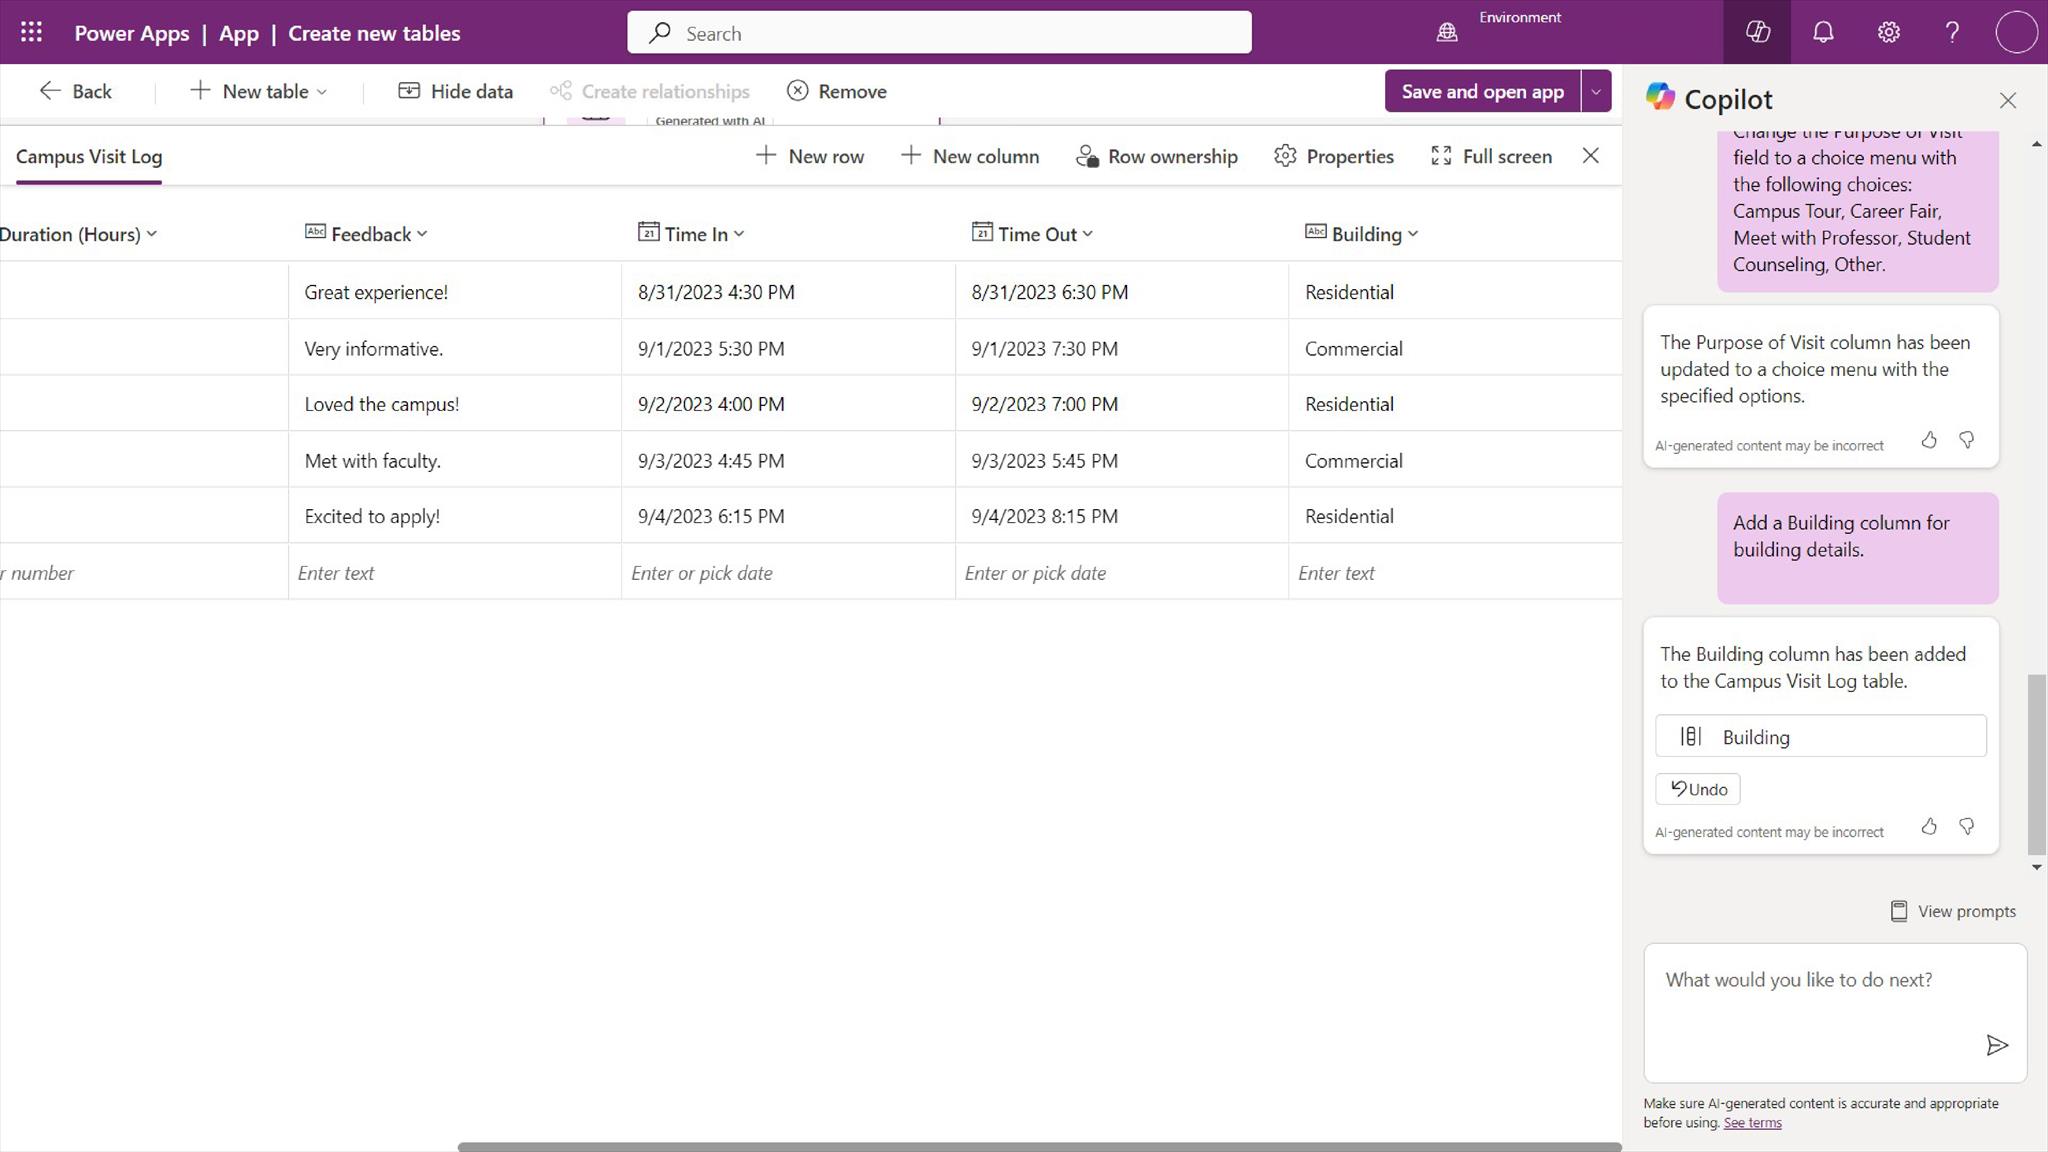 Power Apps | App | Create new tables
Search
Environment
Back
New table
Hide data
Create relationships
Remove
Save and open app
Generated with AI
Campus Visit Log
New row
New column
Row ownership
Properties
Full screen
Duration (Hours)
Abc Feedback
21 Time In
21 Time Out
Abc Building
Great experience!
8/31/2023 4:30 PM
8/31/2023 6:30 PM
Residential
Very informative.
9/1/2023 5:30 PM
9/1/2023 7:30 PM
Commercial
Loved the campus!
9/2/2023 4:00 PM
9/2/2023 7:00 PM
Residential
Met with faculty.
9/3/2023 4:45 PM
9/3/2023 5:45 PM
Commercial
Excited to apply!
9/4/2023 6:15 PM
9/4/2023 8:15 PM
Residential
r number
Enter text
Enter or pick date
Enter or pick date
Enter text
Copilot
Change the Purpose of Visit
field to a choice menu with
the following choices:
Campus Tour, Career Fair,
Meet with Professor, Student
Counseling, Other.
The Purpose of Visit column has been
updated to a choice menu with the
specified options.
AI-generated content may be incorrect
Add a Building column for
building details.
The Building column has been added
to the Campus Visit Log table.
Building
Undo
AI-generated content may be incorrect
View prompts
What would you like to do next?
Make sure AI-generated content is accurate and appropriate
before using. See terms